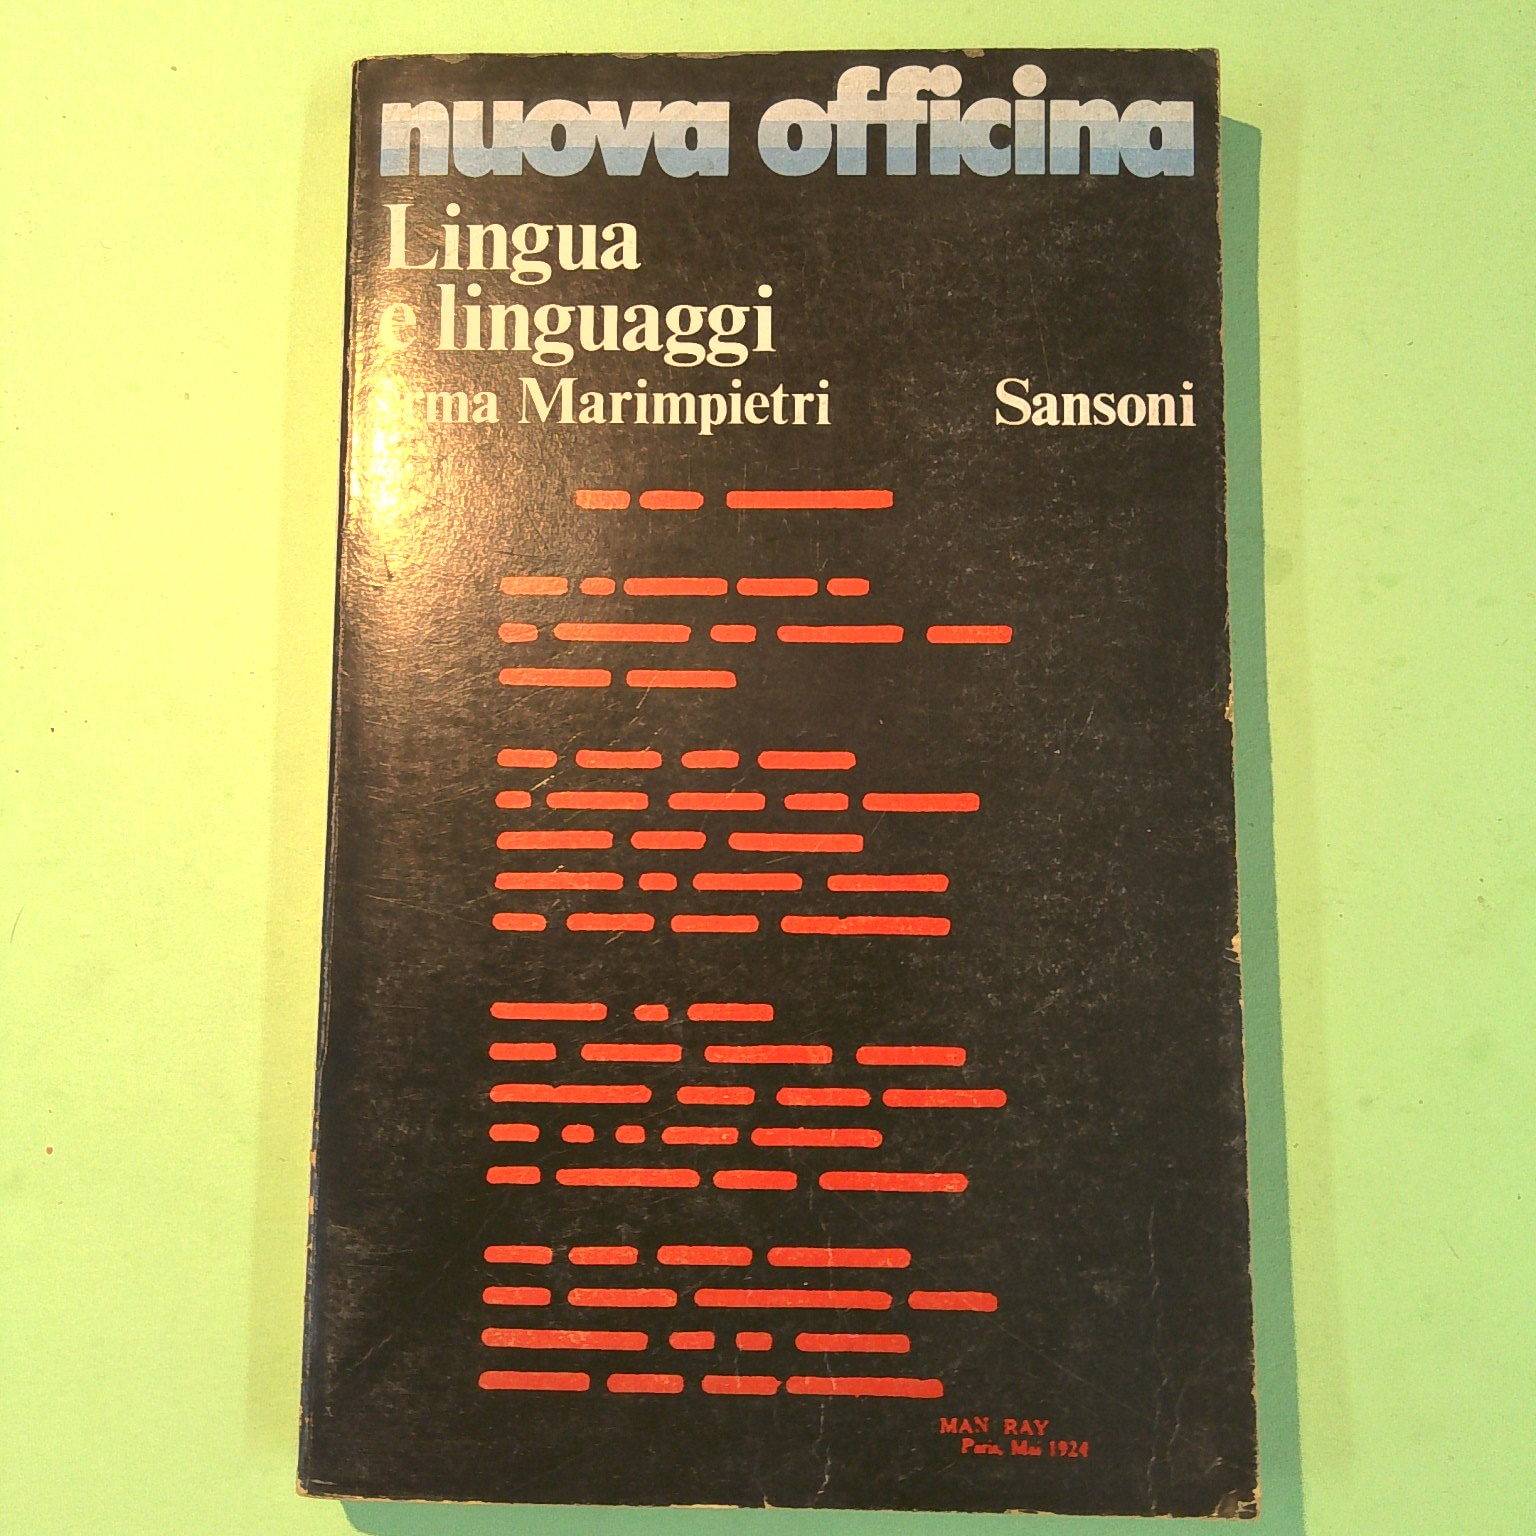 nuova officina
Lingua
e linguaggi
Marimpietri Sansoni
MAN RAY
Paris, Mai 1924